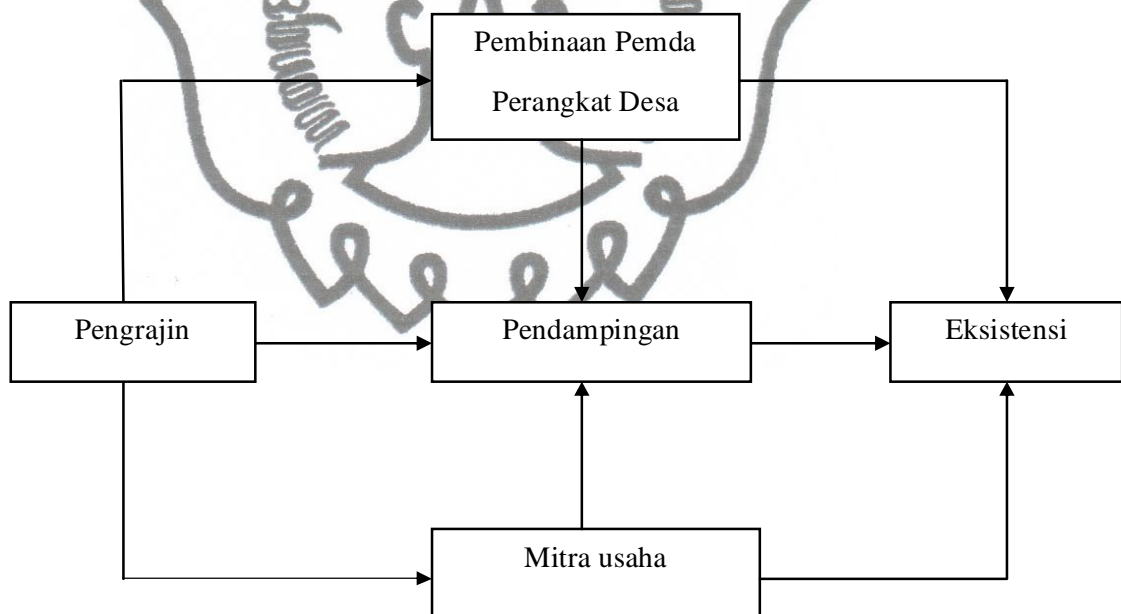 Pembinaan Pemda
Perangkat Desa
Pengrajin
Pendampingan
Eksistensi
Mitra usaha